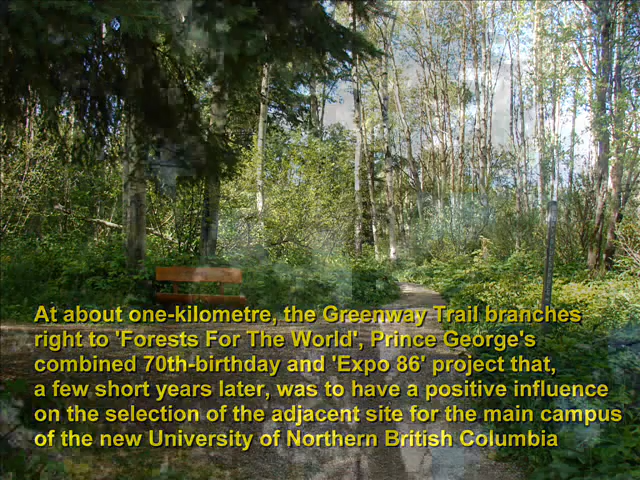 At about one-kilometre, the Greenway Trail branches
right to 'Forests For The World', Prince George's
combined 70th-birthday and 'Expo 86' project that,
a few short years later, was to have a positive influence
on the selection of the adjacent site for the main campus
of the new University of Northern British Columbia